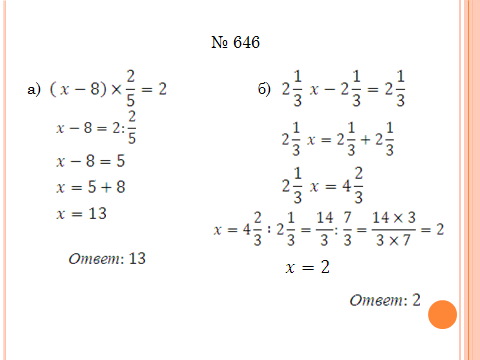 № 646
а) (x − 8) × 2/5 = 2
x − 8 = 2: 2/5
x − 8 = 5
x = 5 + 8
x = 13
Ответ: 13
б) 2 1/3 x − 2 1/3 = 2 1/3
2 1/3 x = 2 1/3 + 2 1/3
2 1/3 x = 4 2/3
x = 4 2/3 : 2 1/3 = 14/3 : 7/3 = (14 × 3)/(3 × 7) = 2
x = 2
Ответ: 2